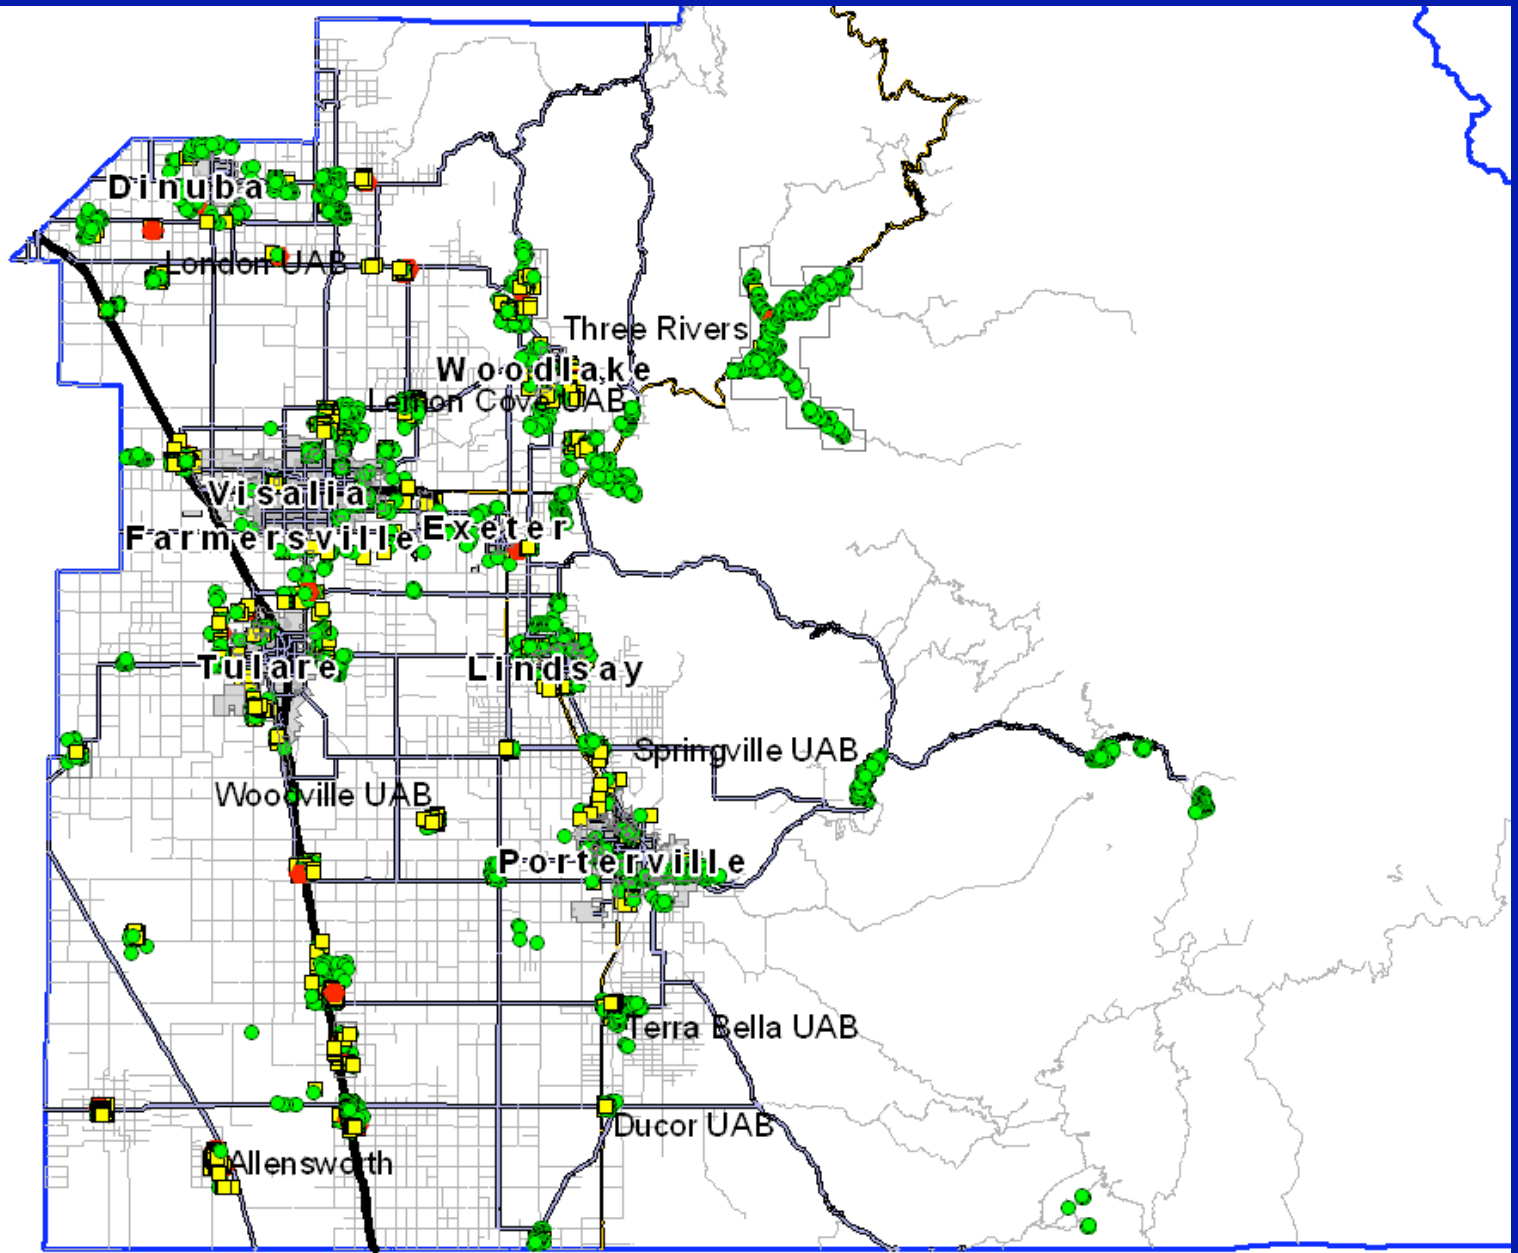 Dinuba
London UAB
Three Rivers
Woodlake
Lemon Cove UAB
Visalia
Exeter
Farmersville
Tulare
Lindsay
Springville UAB
Woodville UAB
Porterville
Terra Bella UAB
Ducor UAB
Allensworth